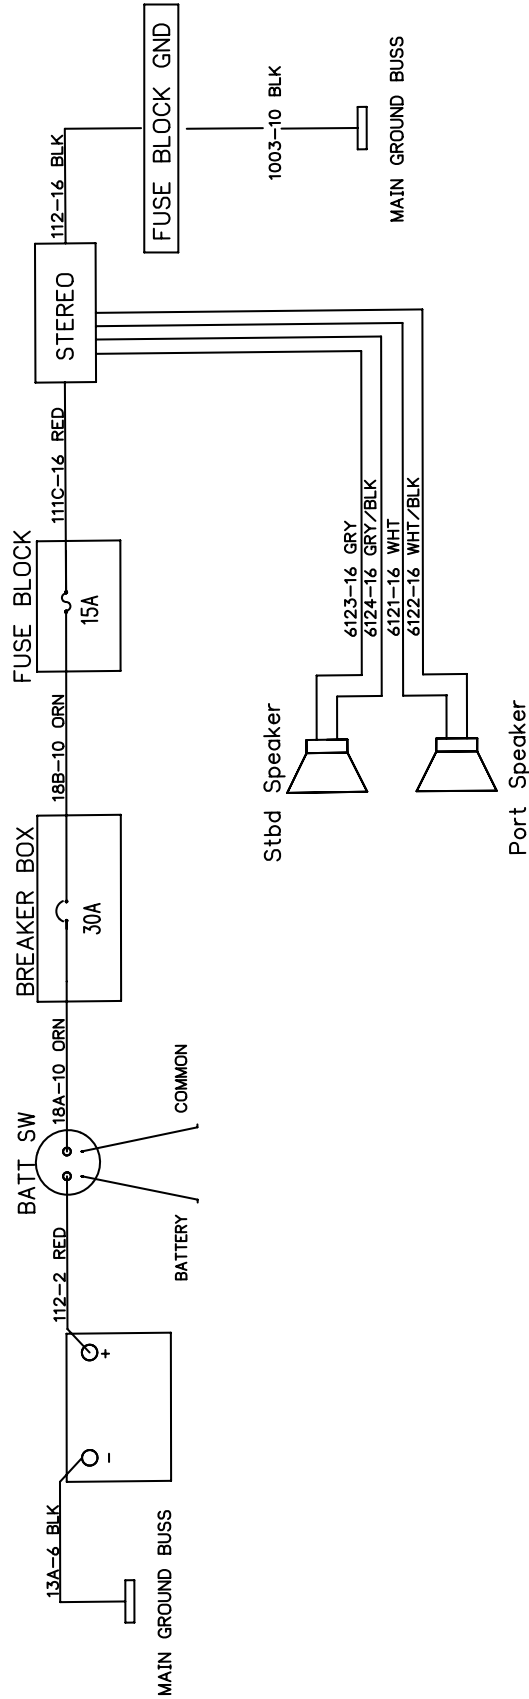 MAIN GROUND BUSS
13A-6 BLK
-
+
112-2 RED
BATT SW
BATTERY
COMMON
18A-10 ORN
BREAKER BOX
30A
18B-10 ORN
FUSE BLOCK
15A
111C-16 RED
STEREO
112-16 BLK
FUSE BLOCK GND
1003-10 BLK
MAIN GROUND BUSS
6123-16 GRY
6124-16 GRY/BLK
6121-16 WHT
6122-16 WHT/BLK
Stbd Speaker
Port Speaker